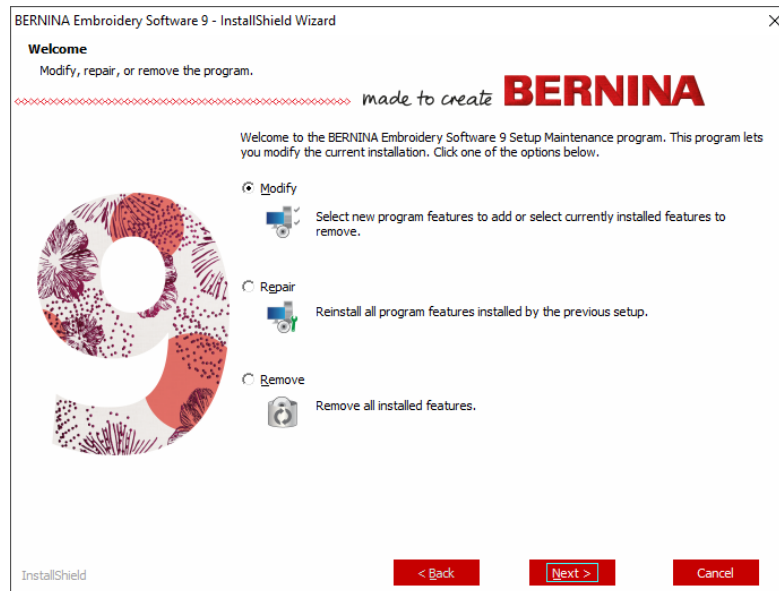 BERNINA Embroidery Software 9 - InstallShield Wizard
Welcome
Modify, repair, or remove the program.
made to create BERNINA
Welcome to the BERNINA Embroidery Software 9 Setup Maintenance program. This program lets
you modify the current installation. Click one of the options below.
Modify
Select new program features to add or select currently installed features to
remove.
Repair
Reinstall all program features installed by the previous setup.
Remove
Remove all installed features.
9
InstallShield
< Back
Next >
Cancel